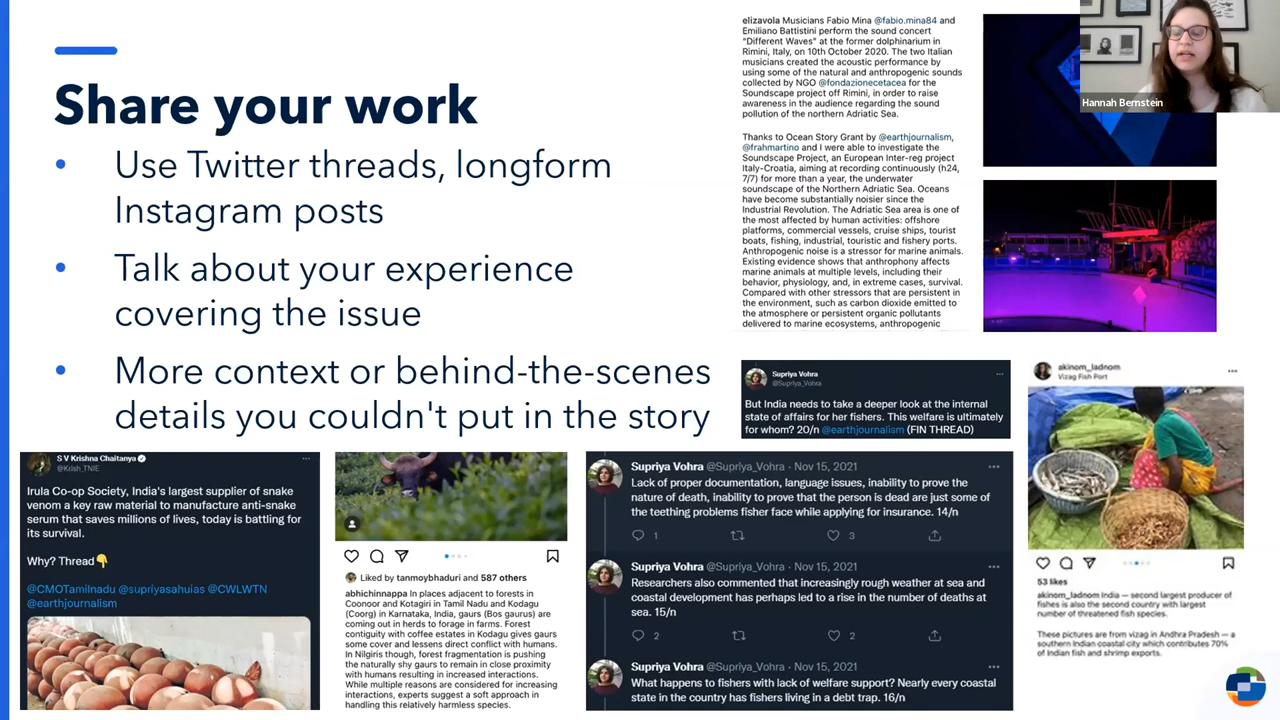 Share your work
• Use Twitter threads, longform
Instagram posts
• Talk about your experience
covering the issue
• More context or behind-the-scenes
details you couldn't put in the story
elizavola Musicians Fabio Mina @fabio.mina84 and
Emiliano Battistini perform the sound concert
"Different Waves" at the former dolphinarium in
Rimini, Italy, on 10th October 2020. The two Italian
musicians created the acoustic performance by
using some of the natural and anthropogenic sounds
collected by NGO @fondazionecetacea for the
Soundscape project off Rimini, in order to raise
awareness in the audience regarding the sound
pollution of the northern Adriatic Sea.
Thanks to Ocean Story Grant by @earthjournalism,
@frahmartino and I were able to investigate the
Soundscape Project, an European Inter-reg project
Italy-Croatia, aiming at recording continuously (h24,
7/7) for more than a year, the underwater
soundscape of the Northern Adriatic Sea. Oceans
have become substantially noisier since the
Industrial Revolution. The Adriatic Sea area is one of
the most affected by human activities: offshore
platforms, commercial vessels, cruise ships, tourist
boats, fishing, industrial, touristic and fishery ports.
Anthropogenic noise is a stressor for marine animals.
Existing evidence shows that anthrophony affects
marine animals at multiple levels, including their
behavior, physiology, and, in extreme cases, survival.
Compared with other stressors that are persistent in
the environment, such as carbon dioxide emitted to
the atmosphere or persistent organic pollutants
delivered to marine ecosystems, anthropogenic
Hannah Bernstein
Supriya Vohra
@Supriya_Vohra
But India needs to take a deeper look at the internal
state of affairs for her fishers. This welfare is ultimately
for whom? 20/n @earthjournalism (FIN THREAD)
akinom_ladnom
Vizag Fish Port
53 likes
akinom_ladnom India — second largest producer of
fishes is also the second country with largest
number of threatened fish species.
These pictures are from vizag in Andhra Pradesh — a
southern Indian coastal city which contributes 70%
of Indian fish and shrimp exports.
S V Krishna Chaitanya
@Krish_TNIE
Irula Co-op Society, India's largest supplier of snake
venom a key raw material to manufacture anti-snake
serum that saves millions of lives, today is battling for
its survival.
Why? Thread👇
@CMOTamilnadu @supriyasahuias @CWLWTN
@earthjournalism
Liked by tanmoybhaduri and 587 others
abhichinnappa In places adjacent to forests in
Coonoor and Kotagiri in Tamil Nadu and Kodagu
(Coorg) in Karnataka, India, gaurs (Bos gaurus) are
coming out in herds to forage in farms. Forest
contiguity with coffee estates in Kodagu gives gaurs
some cover and lessens direct conflict with humans.
In Nilgiris though, forest fragmentation is pushing
the naturally shy gaurs to remain in close proximity
with humans resulting in increased interactions.
While multiple reasons are considered for increasing
interactions, experts suggest a soft approach in
handling this relatively harmless species.
Supriya Vohra @Supriya_Vohra · Nov 15, 2021
Lack of proper documentation, language issues, inability to prove the
nature of death, inability to prove that the person is dead are just some of
the teething problems fisher face while applying for insurance. 14/n
1 3
Supriya Vohra @Supriya_Vohra · Nov 15, 2021
Researchers also commented that increasingly rough weather at sea and
coastal development has perhaps led to a rise in the number of deaths at
sea. 15/n
2 2
Supriya Vohra @Supriya_Vohra · Nov 15, 2021
What happens to fishers with lack of welfare support? Nearly every coastal
state in the country has fishers living in a debt trap. 16/n